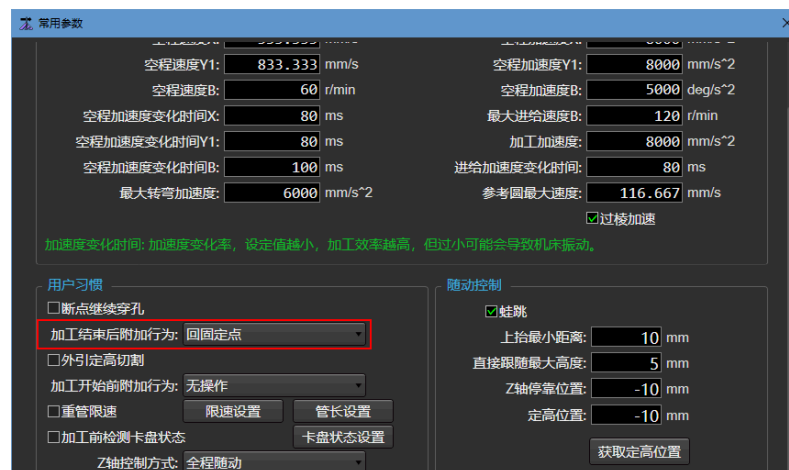 常用参数
空程速度Y1: 833.333 mm/s 空程加速度Y1: 8000 mm/s^2
空程速度B: 60 r/min 空程加速度B: 5000 deg/s^2
空程加速度变化时间X: 80 ms 最大进给速度B: 120 r/min
空程加速度变化时间Y1: 80 ms 加工加速度: 8000 mm/s^2
空程加速度变化时间B: 100 ms 进给加速度变化时间: 80 ms
最大转弯加速度: 6000 mm/s^2 参考圆最大速度: 116.667 mm/s
过棱加速
加速度变化时间: 加速度变化率，设定值越小，加工效率越高，但过小可能会导致机床振动。
用户习惯
断点继续穿孔
加工结束后附加行为: 回固定点
外引定高切割
加工开始前附加行为: 无操作
重管限速 限速设置 管长设置
加工前检测卡盘状态 卡盘状态设置
Z轴控制方式: 全程随动
随动控制
蛙跳
上抬最小距离: 10 mm
直接跟随最大高度: 5 mm
Z轴停靠位置: -10 mm
定高位置: -10 mm
获取定高位置